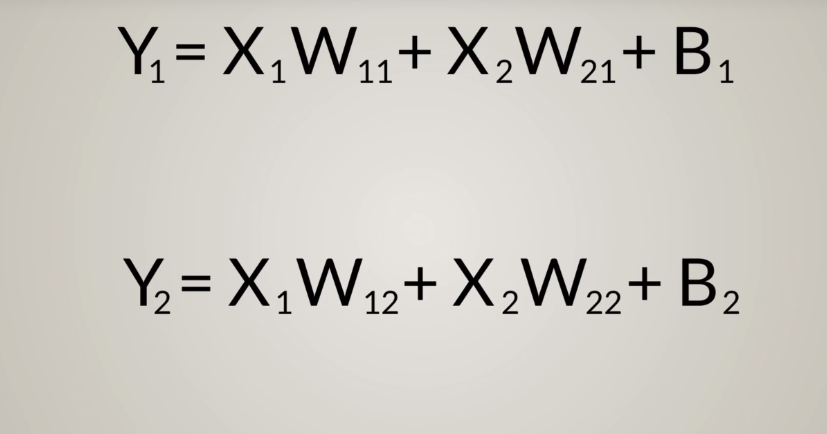 Y₁ = X₁W₁₁ + X₂W₂₁ + B₁
Y₂ = X₁W₁₂ + X₂W₂₂ + B₂